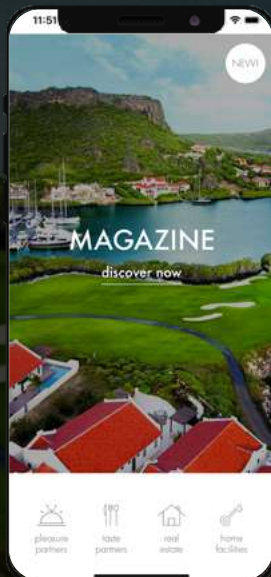 11:51
NEW!
MAGAZINE
discover now
pleasure
partners
taste
partners
real
estate
home
facilities